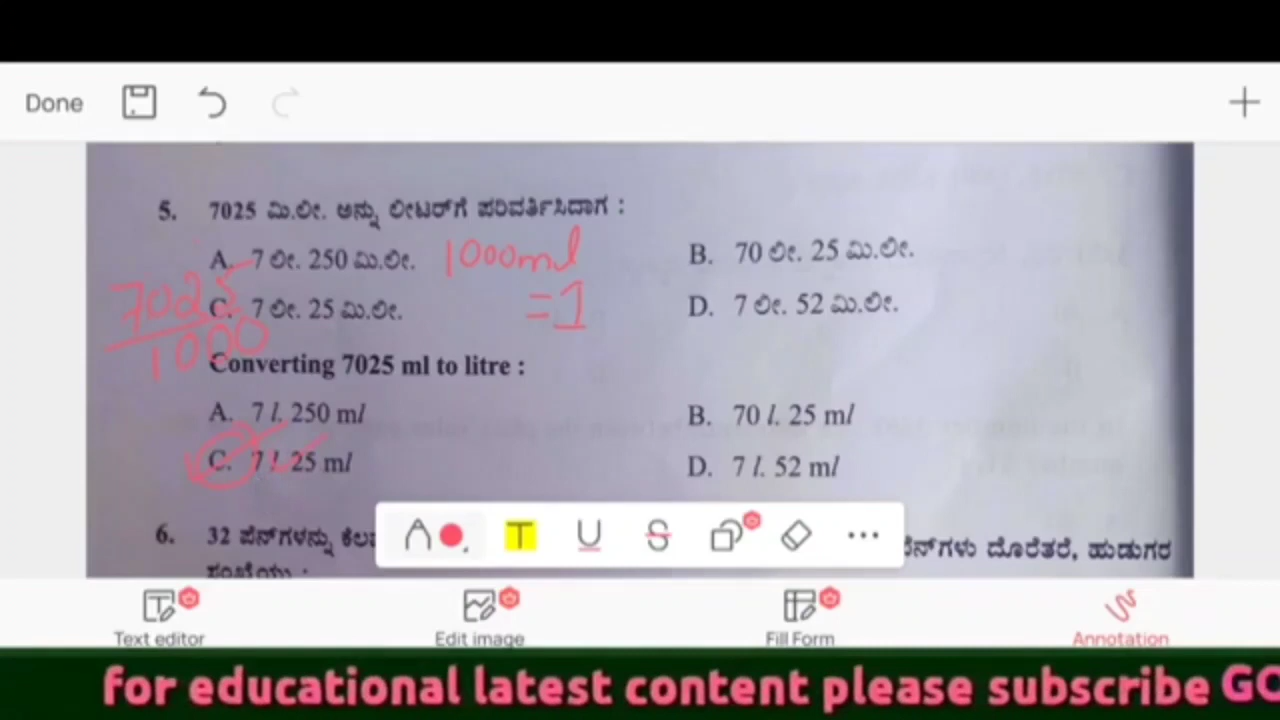 Done
5. 7025 ಮಿ.ಲೀ. ಅನ್ನು ಲೀಟರ್‌ಗೆ ಪರಿವರ್ತಿಸಿದಾಗ :
A. 7 ಲೀ. 250 ಮಿ.ಲೀ.
1000ml
B. 70 ಲೀ. 25 ಮಿ.ಲೀ.
7025
C. 7 ಲೀ. 25 ಮಿ.ಲೀ.
=1
D. 7 ಲೀ. 52 ಮಿ.ಲೀ.
1000
Converting 7025 ml to litre :
A. 7 l. 250 ml
B. 70 l. 25 ml
C. 7 l. 25 ml
D. 7 l. 52 ml
6. 32 ಪೆನ್‌ಗಳನ್ನು ದೊರೆತರೆ, ಹುಡುಗರ
ಸಂಖ್ಯೆಯು :
T U S
Text editor
Edit image
Fill Form
Annotation
for educational latest content please subscribe GO